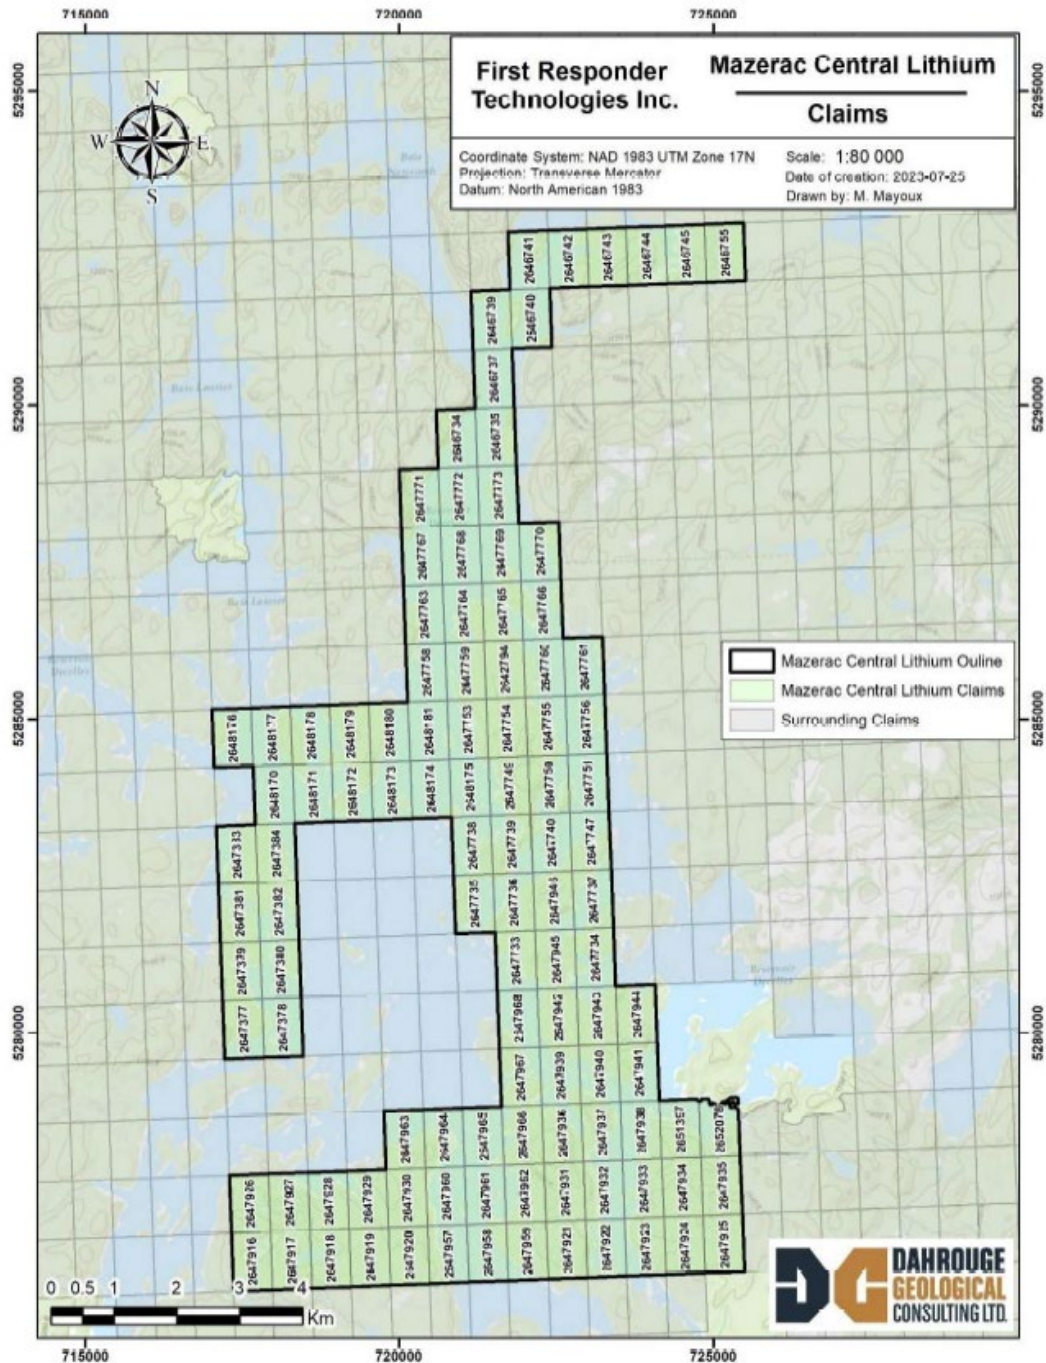 715000 720000 725000
First Responder
Technologies Inc.
Mazerac Central Lithium
Claims
Coordinate System: NAD 1983 UTM Zone 17N
Projection: Transverse Mercator
Datum: North American 1983
Scale: 1:80 000
Date of creation: 2023-07-25
Drawn by: M. Mayoux
N
W E
S
5295000 5295000
5290000 5290000
5285000 5285000
5280000 5280000
2646741 2646742 2646743 2646744 2646745 2646755
2646739 2646740
2646737
2646734 2646735
2647771 2647772 2647773
2647767 2647768 2647769 2647770
2647763 2647764 2647765 2647766
2647758 2647759 2642794 2647760 2647761
2648176 2648177 2648178 2648179 2648180 2648181 2647753 2647754 2647755 2647756
2648170 2648171 2648172 2648173 2648174 2648175 2647750 2647751
2647384 2647738 2647739 2647740 2647747
2647381 2647382 2647735 2647736 2647737
2647379 2647380 2647733 2647945 2647734
2647377 2647378 2647968 2647942 2647943 2647944
2647967 2647939 2647940 2647941
2647963 2647964 2647965 2647966 2647936 2647937 2647938 2652079
2647926 2647927 2647928 2647929 2647930 2647960 2647961 2647962 2647931 2647932 2647933 2647934 2647935
2647916 2647917 2647918 2647919 2647920 2647957 2647958 2647959 2647921 2647922 2647923 2647924 2647925
Mazerac Central Lithium Ouline
Mazerac Central Lithium Claims
Surrounding Claims
0 0.5 1 2 3 4
Km
DAHROUGE
GEOLOGICAL
CONSULTING LTD.
715000 720000 725000